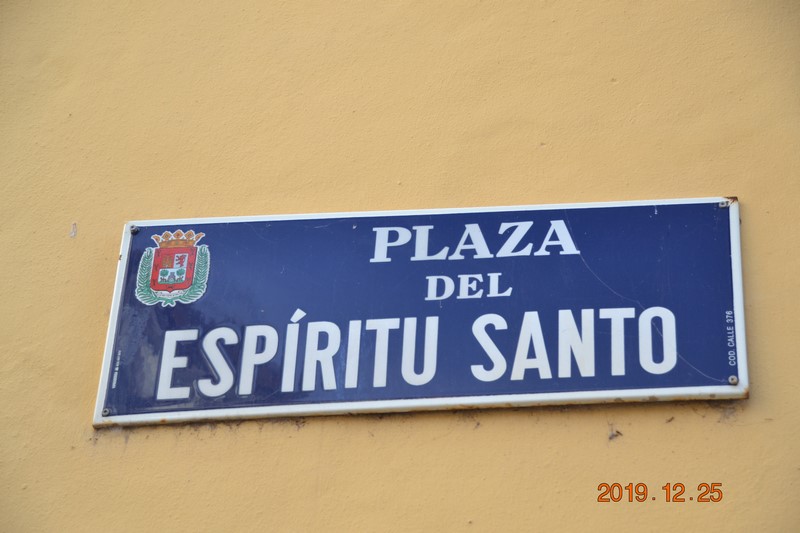 PLAZA
DEL
ESPÍRITU SANTO
COD. CALLE 376
2019.12.25